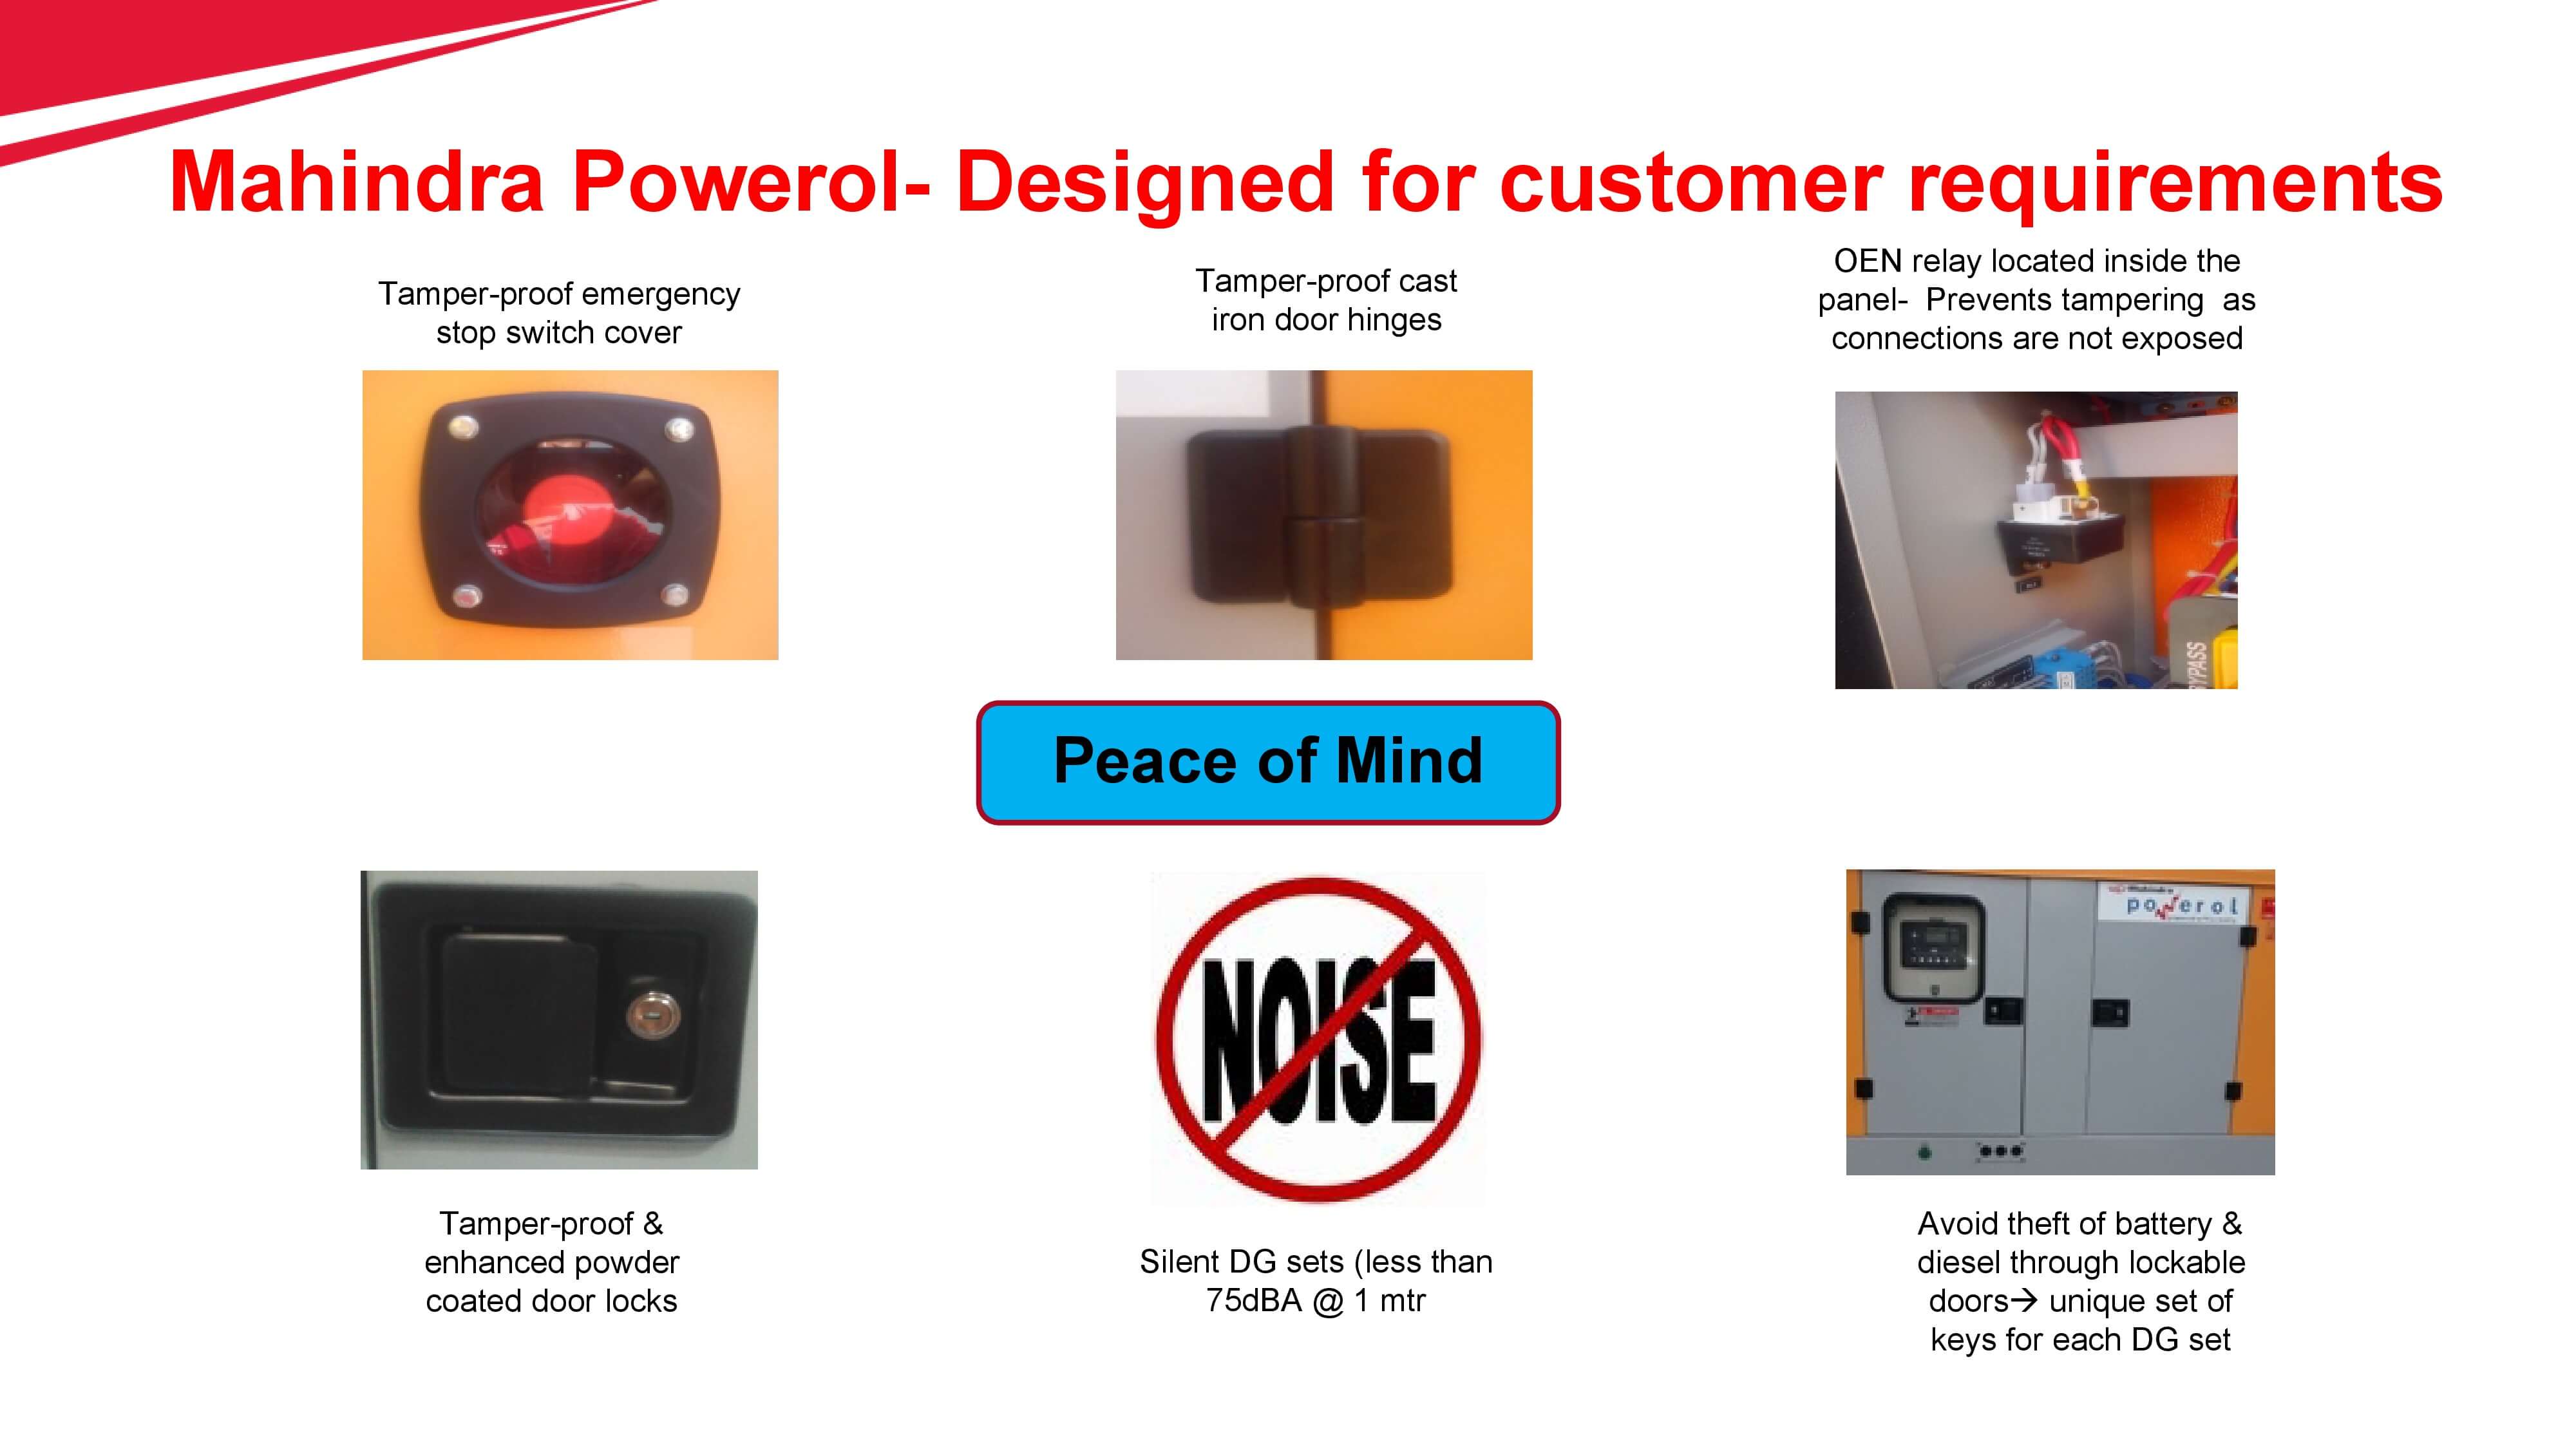 Mahindra Powerol- Designed for customer requirements
Tamper-proof emergency
stop switch cover
Tamper-proof cast
iron door hinges
OEN relay located inside the
panel-  Prevents tampering  as
connections are not exposed
BYPASS
Peace of Mind
NOISE
Mahindra
powerol
Tamper-proof &
enhanced powder
coated door locks
Silent DG sets (less than
75dBA @ 1 mtr
Avoid theft of battery &
diesel through lockable
doors→ unique set of
keys for each DG set